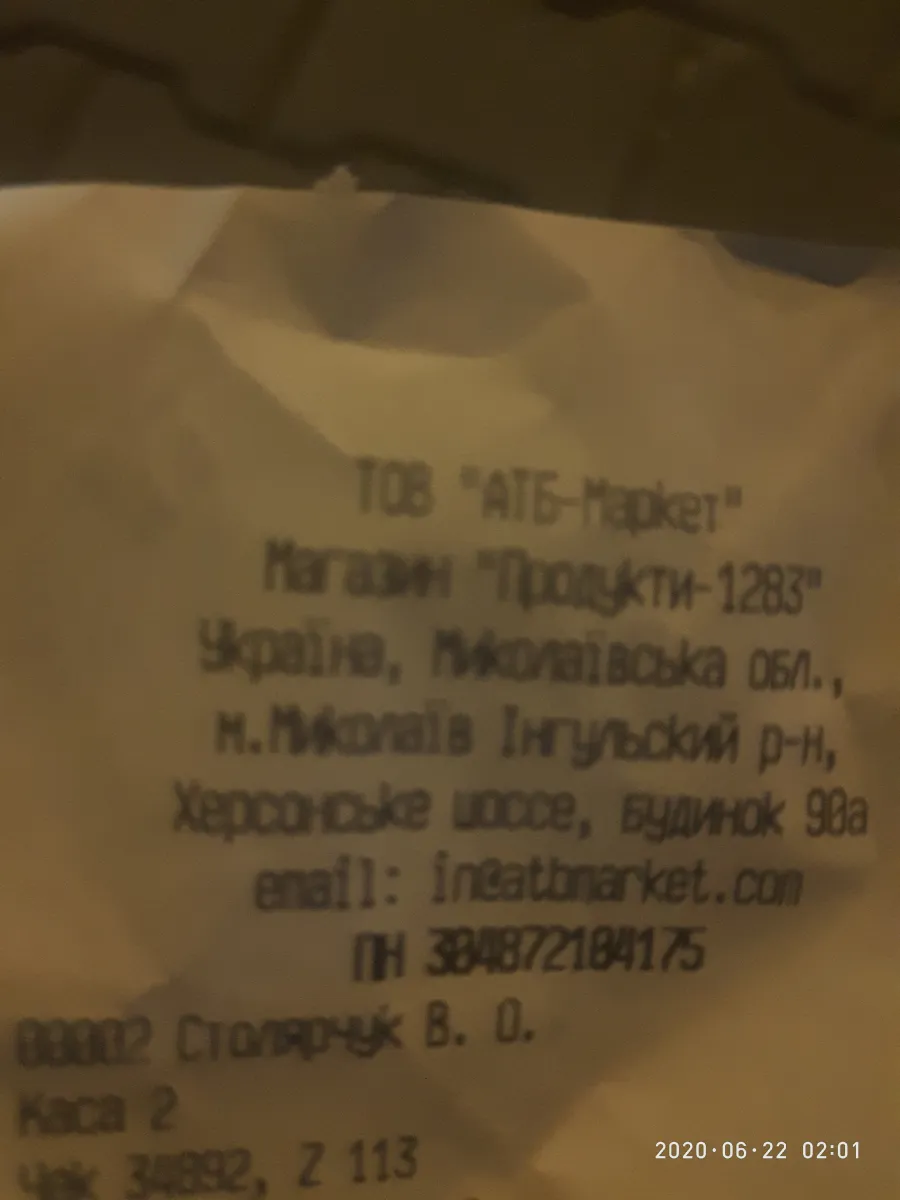 ТОВ "АТБ-Маркет"
Магазин "Продукти-1283"
Україна, Миколаївська обл.,
м.Миколаїв Інгульский р-н,
Херсонське шоссе, будинок 90а
email: in@atbmarket.com
ПН 304872104175
00002 Столярчук В. О.
Каса 2
Чек 34892, Z 113
2020·06·22 02:01